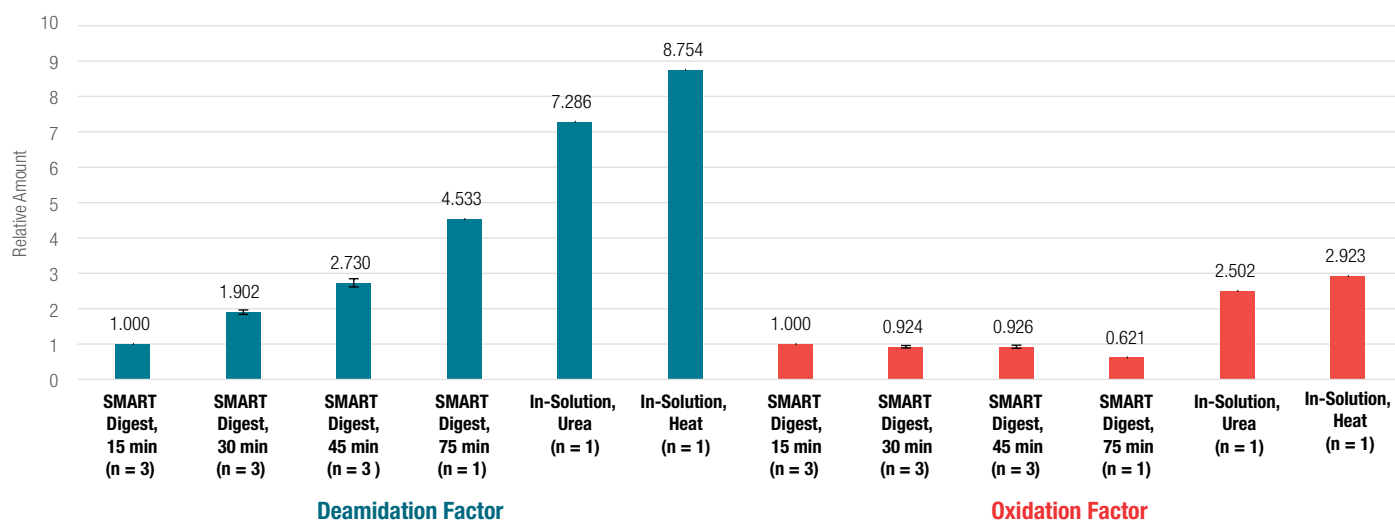 10
9
8
7
6
5
4
3
2
1
0
Relative Amount
1.000
1.902
2.730
4.533
7.286
8.754
1.000
0.924
0.926
0.621
2.502
2.923
SMART
Digest,
15 min
(n = 3)
SMART
Digest,
30 min
(n = 3)
SMART
Digest,
45 min
(n = 3 )
SMART
Digest,
75 min
(n = 1)
In-Solution,
Urea
(n = 1)
In-Solution,
Heat
(n = 1)
SMART
Digest,
15 min
(n = 3)
SMART
Digest,
30 min
(n = 3)
SMART
Digest,
45 min
(n = 3)
SMART
Digest,
75 min
(n = 1)
In-Solution,
Urea
(n = 1)
In-Solution,
Heat
(n = 1)
Deamidation Factor
Oxidation Factor